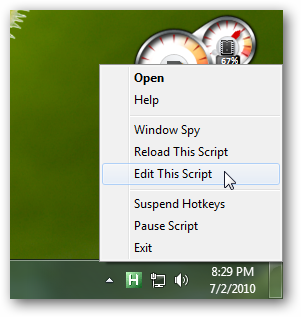 67%
Open
Help
Window Spy
Reload This Script
Edit This Script
Suspend Hotkeys
Pause Script
Exit
H
8:29 PM
7/2/2010